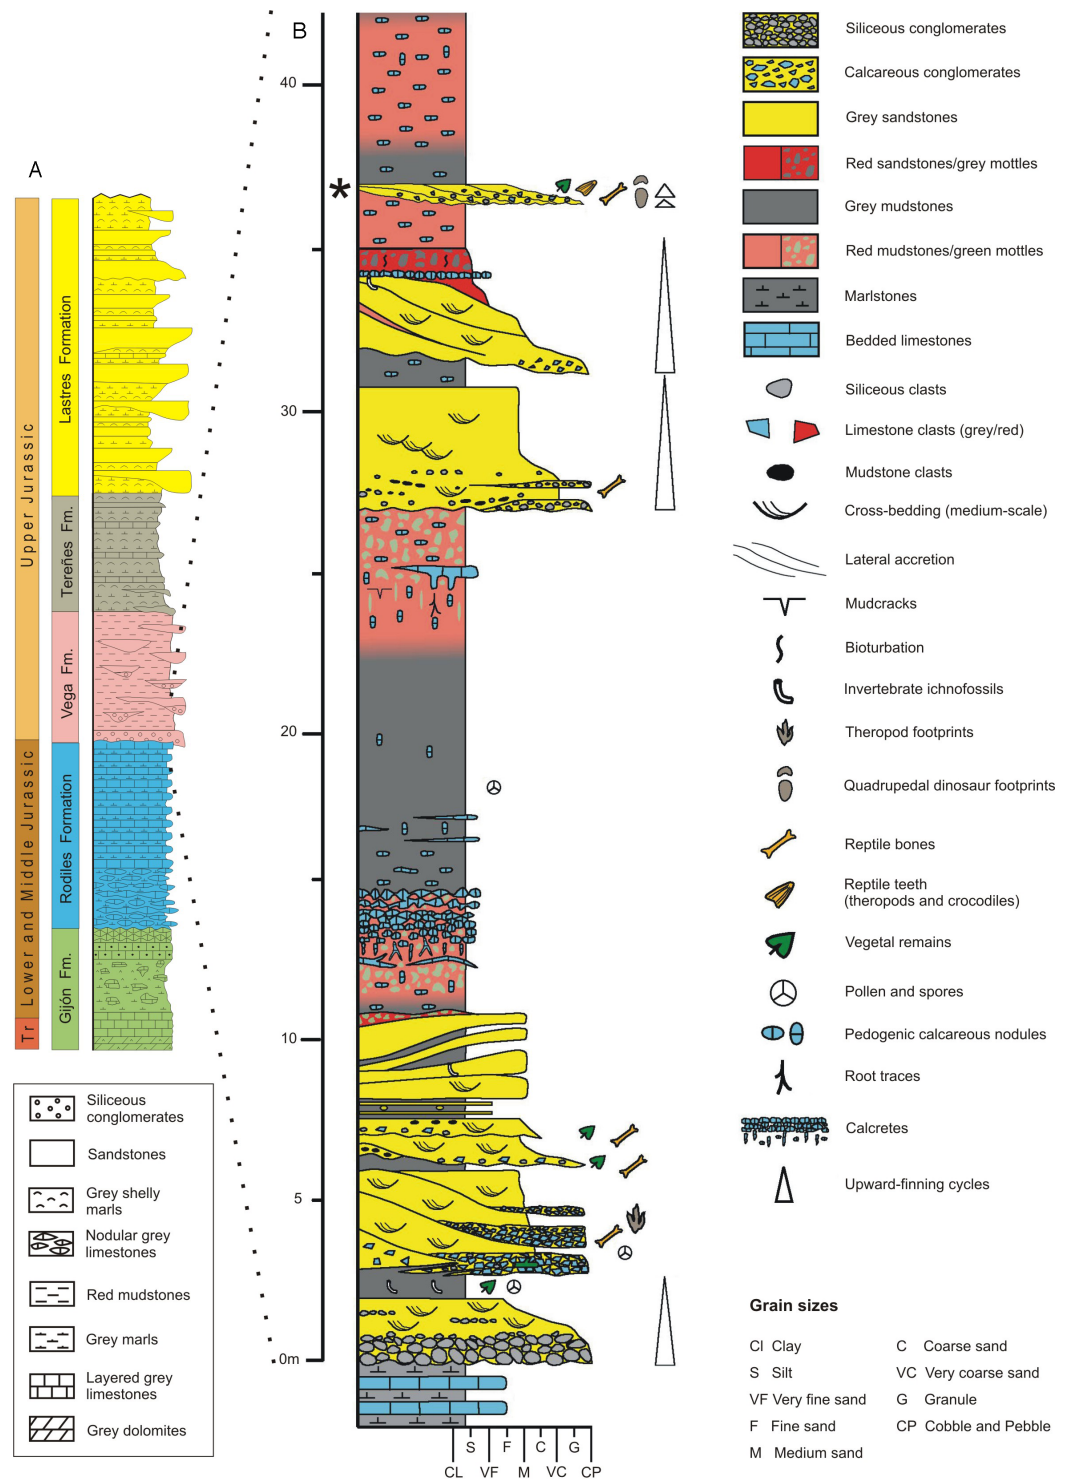 A
B
Upper Jurassic
Lower and Middle Jurassic
Tr
Lastres Formation
Tereñes Fm.
Vega Fm.
Rodiles Formation
Gijón Fm.
Siliceous
conglomerates
Sandstones
Grey shelly
marls
Nodular grey
limestones
Red mudstones
Grey marls
Layered grey
limestones
Grey dolomites
40
*
30
20
10
5
0m
S F C G
CL VF M VC CP
Siliceous conglomerates
Calcareous conglomerates
Grey sandstones
Red sandstones/grey mottles
Grey mudstones
Red mudstones/green mottles
Marlstones
Bedded limestones
Siliceous clasts
Limestone clasts (grey/red)
Mudstone clasts
Cross-bedding (medium-scale)
Lateral accretion
Mudcracks
Bioturbation
Invertebrate ichnofossils
Theropod footprints
Quadrupedal dinosaur footprints
Reptile bones
Reptile teeth
(theropods and crocodiles)
Vegetal remains
Pollen and spores
Pedogenic calcareous nodules
Root traces
Calcretes
Upward-finning cycles
Grain sizes
Cl Clay
S Silt
VF Very fine sand
F Fine sand
M Medium sand
C Coarse sand
VC Very coarse sand
G Granule
CP Cobble and Pebble